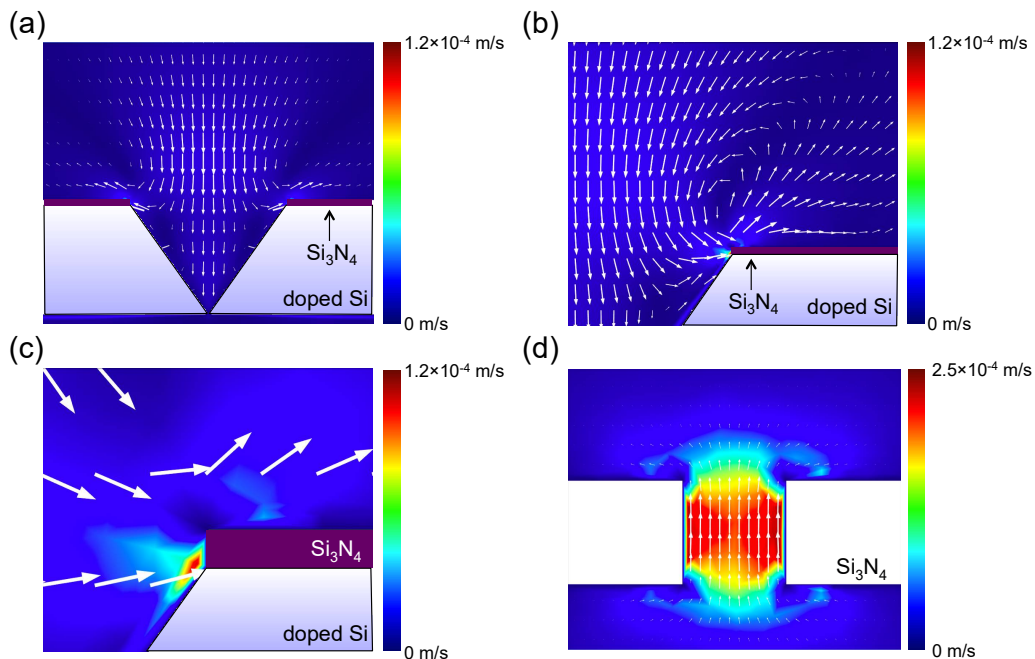 (a)
1.2×10⁻⁴ m/s
Si₃N₄
doped Si
0 m/s
(b)
1.2×10⁻⁴ m/s
Si₃N₄
doped Si
0 m/s
(c)
1.2×10⁻⁴ m/s
Si₃N₄
doped Si
0 m/s
(d)
2.5×10⁻⁴ m/s
Si₃N₄
0 m/s